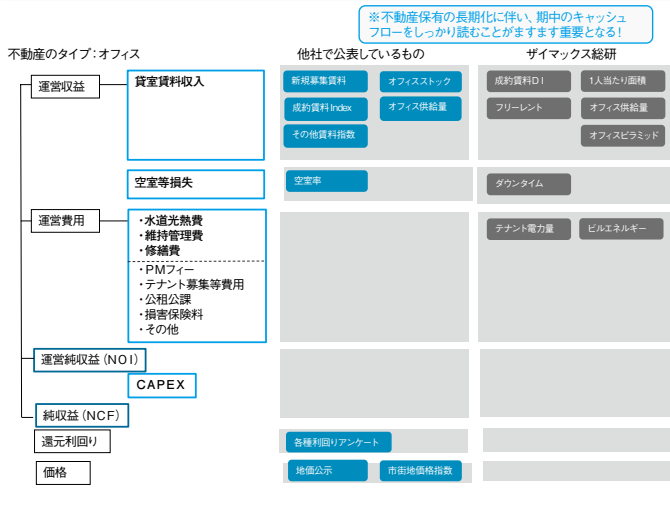 ※不動産保有の長期化に伴い、期中のキャッシュ
フローをしっかり読むことがますます重要となる！
不動産のタイプ：オフィス
他社で公表しているもの
ザイマックス総研
運営収益
貸室賃料収入
新規募集賃料
オフィスストック
成約賃料DI
1人当たり面積
成約賃料Index
オフィス供給量
フリーレント
オフィス供給量
その他賃料指数
オフィスピラミッド
空室等損失
空室率
ダウンタイム
運営費用
・水道光熱費
・維持管理費
・修繕費
テナント電力量
ビルエネルギー
・PMフィー
・テナント募集等費用
・公租公課
・損害保険料
・その他
運営純収益（NOI）
CAPEX
純収益（NCF）
還元利回り
各種利回りアンケート
価格
地価公示
市街地価格指数